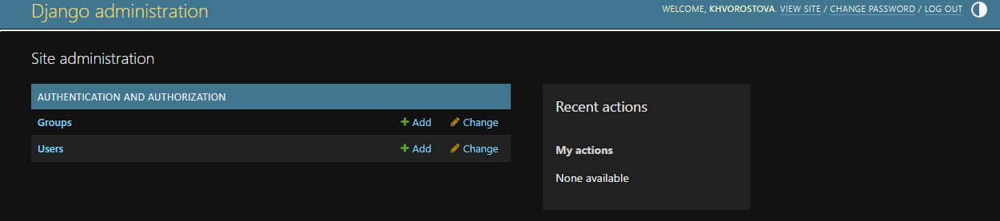 Django administration
WELCOME, KHVOROSTOVA. VIEW SITE / CHANGE PASSWORD / LOG OUT
Site administration
AUTHENTICATION AND AUTHORIZATION
Groups Add Change
Users Add Change
Recent actions
My actions
None available